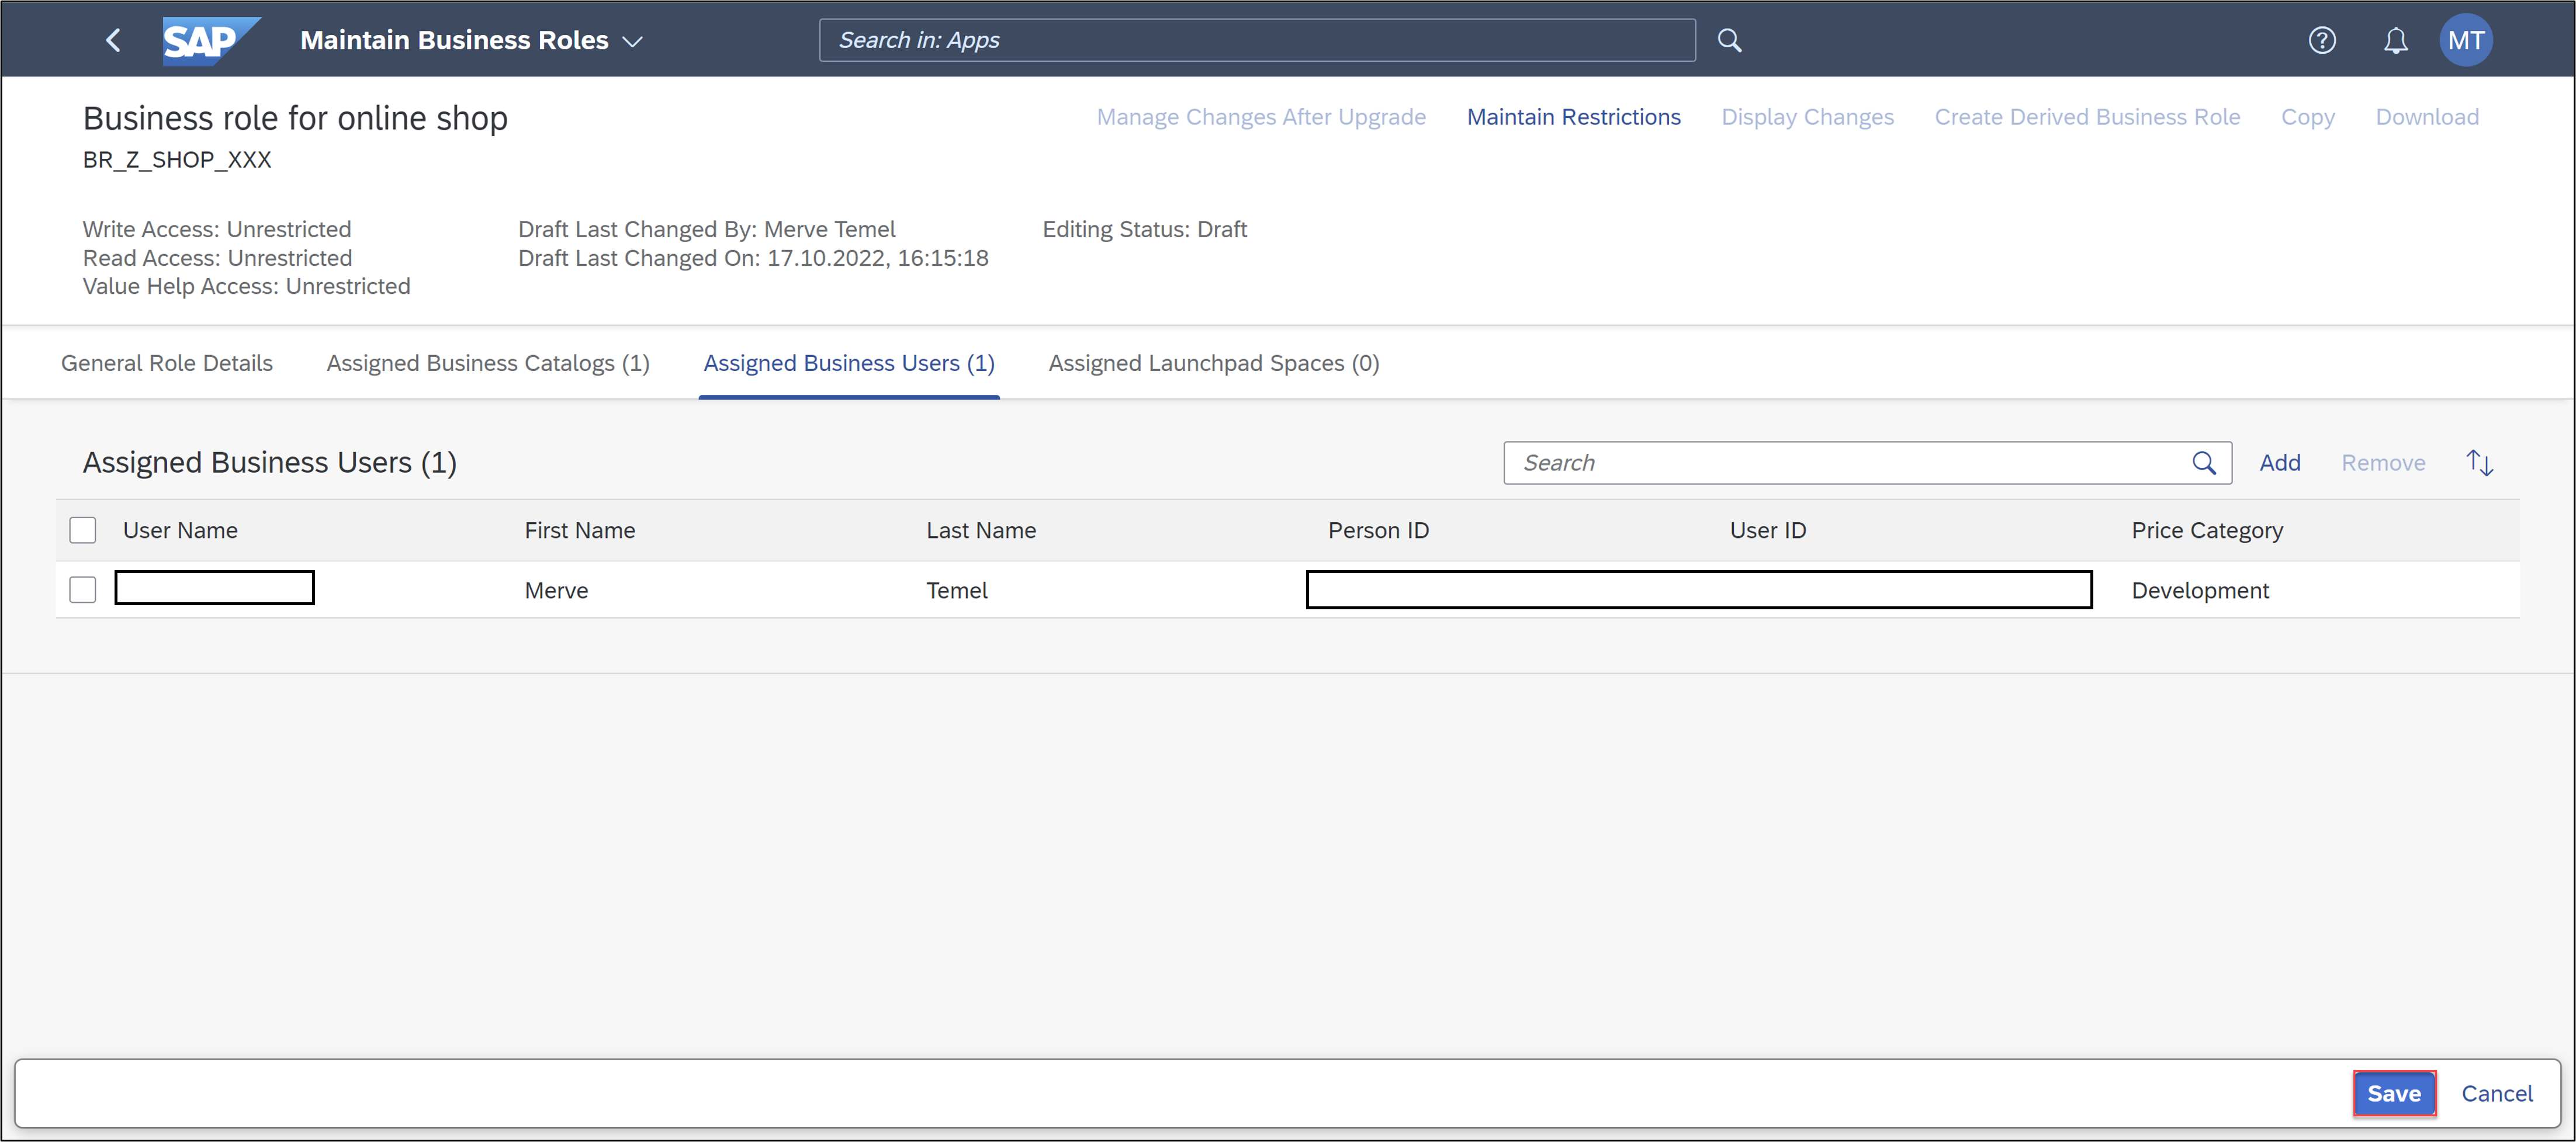 SAP Maintain Business Roles Search in: Apps ? MT
Business role for online shop
Manage Changes After Upgrade Maintain Restrictions Display Changes Create Derived Business Role Copy Download
BR_Z_SHOP_XXX
Write Access: Unrestricted Draft Last Changed By: Merve Temel Editing Status: Draft
Read Access: Unrestricted Draft Last Changed On: 17.10.2022, 16:15:18
Value Help Access: Unrestricted
General Role Details Assigned Business Catalogs (1) Assigned Business Users (1) Assigned Launchpad Spaces (0)
Assigned Business Users (1) Search Add Remove
User Name First Name Last Name Person ID User ID Price Category
Merve Temel Development
Save Cancel